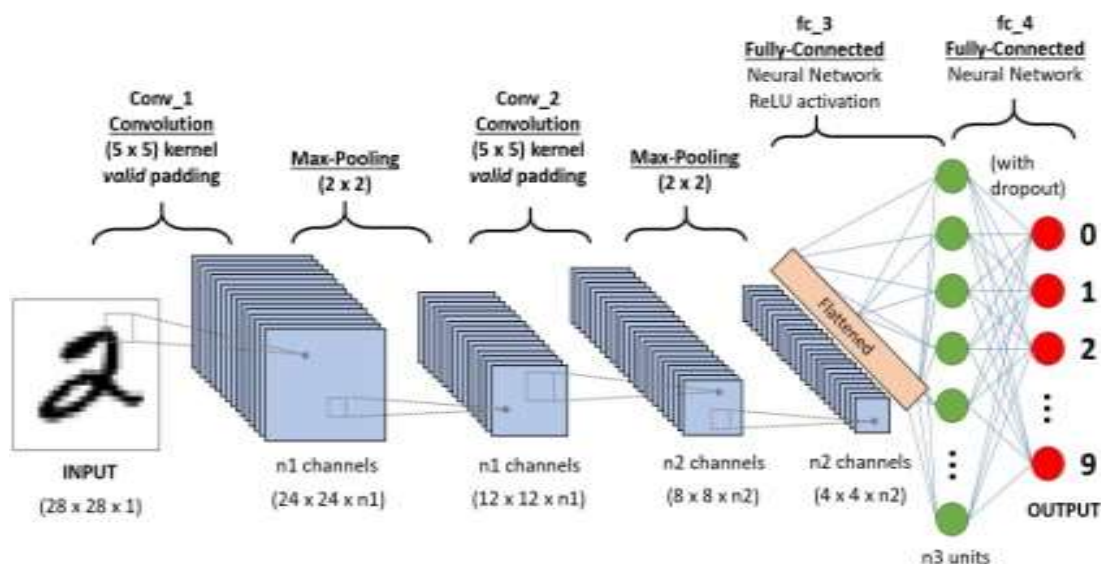 fc_3
Fully-Connected
Neural Network
ReLU activation
fc_4
Fully-Connected
Neural Network
Conv_1
Convolution
(5 x 5) kernel
valid padding
Max-Pooling
(2 x 2)
Conv_2
Convolution
(5 x 5) kernel
valid padding
Max-Pooling
(2 x 2)
(with
dropout)
Flattened
0
1
2
9
2
INPUT
(28 x 28 x 1)
n1 channels
(24 x 24 x n1)
n1 channels
(12 x 12 x n1)
n2 channels
(8 x 8 x n2)
n2 channels
(4 x 4 x n2)
OUTPUT
n3 units